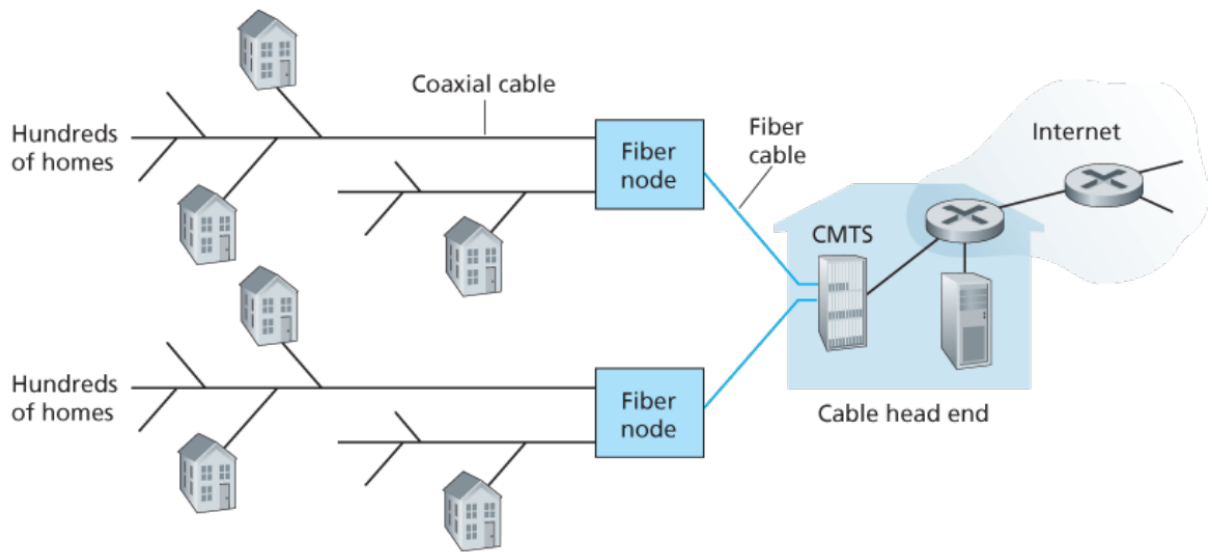 Hundreds
of homes
Coaxial cable
Fiber
node
Fiber
cable
Internet
CMTS
Hundreds
of homes
Fiber
node
Cable head end